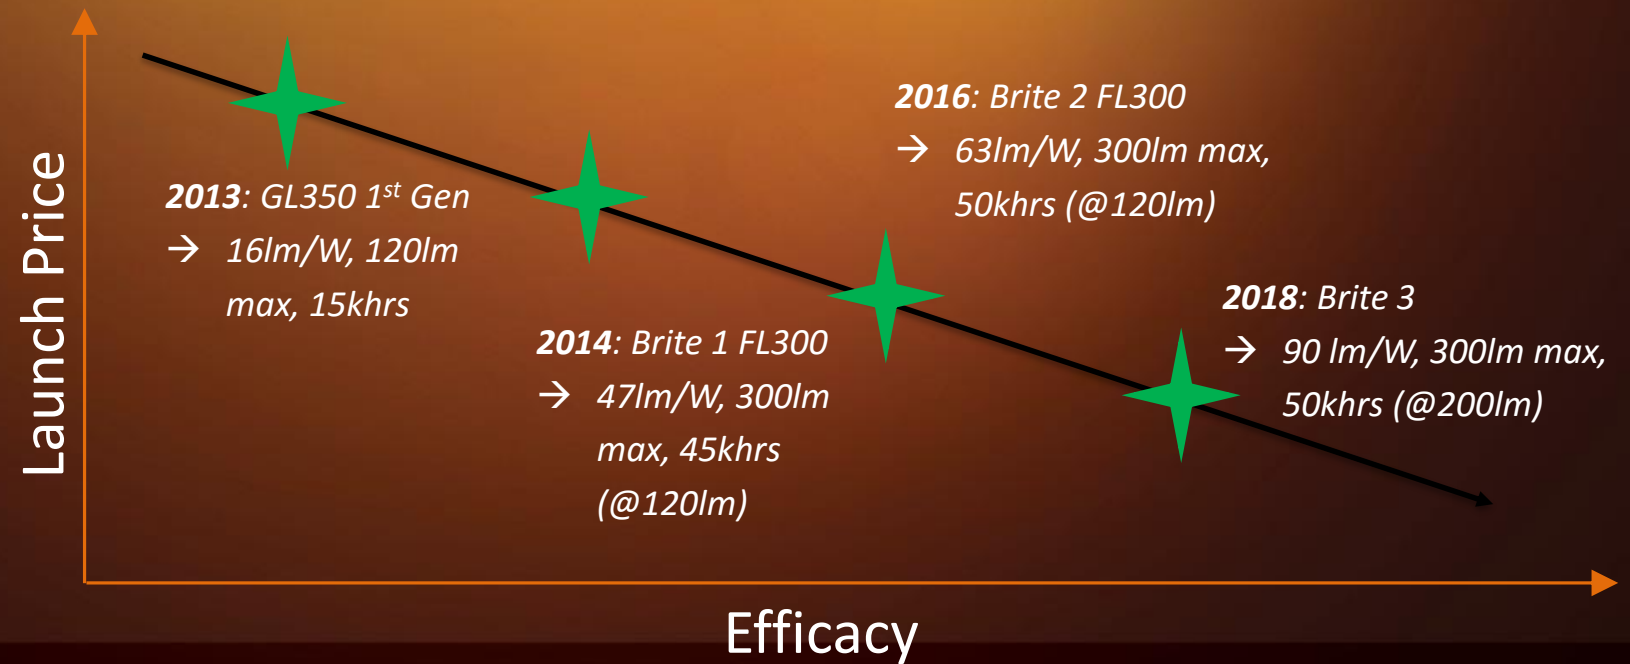 Launch Price
2013: GL350 1st Gen
→ 16lm/W, 120lm
max, 15khrs
2014: Brite 1 FL300
→ 47lm/W, 300lm
max, 45khrs
(@120lm)
2016: Brite 2 FL300
→ 63lm/W, 300lm max,
50khrs (@120lm)
2018: Brite 3
→ 90 lm/W, 300lm max,
50khrs (@200lm)
Efficacy